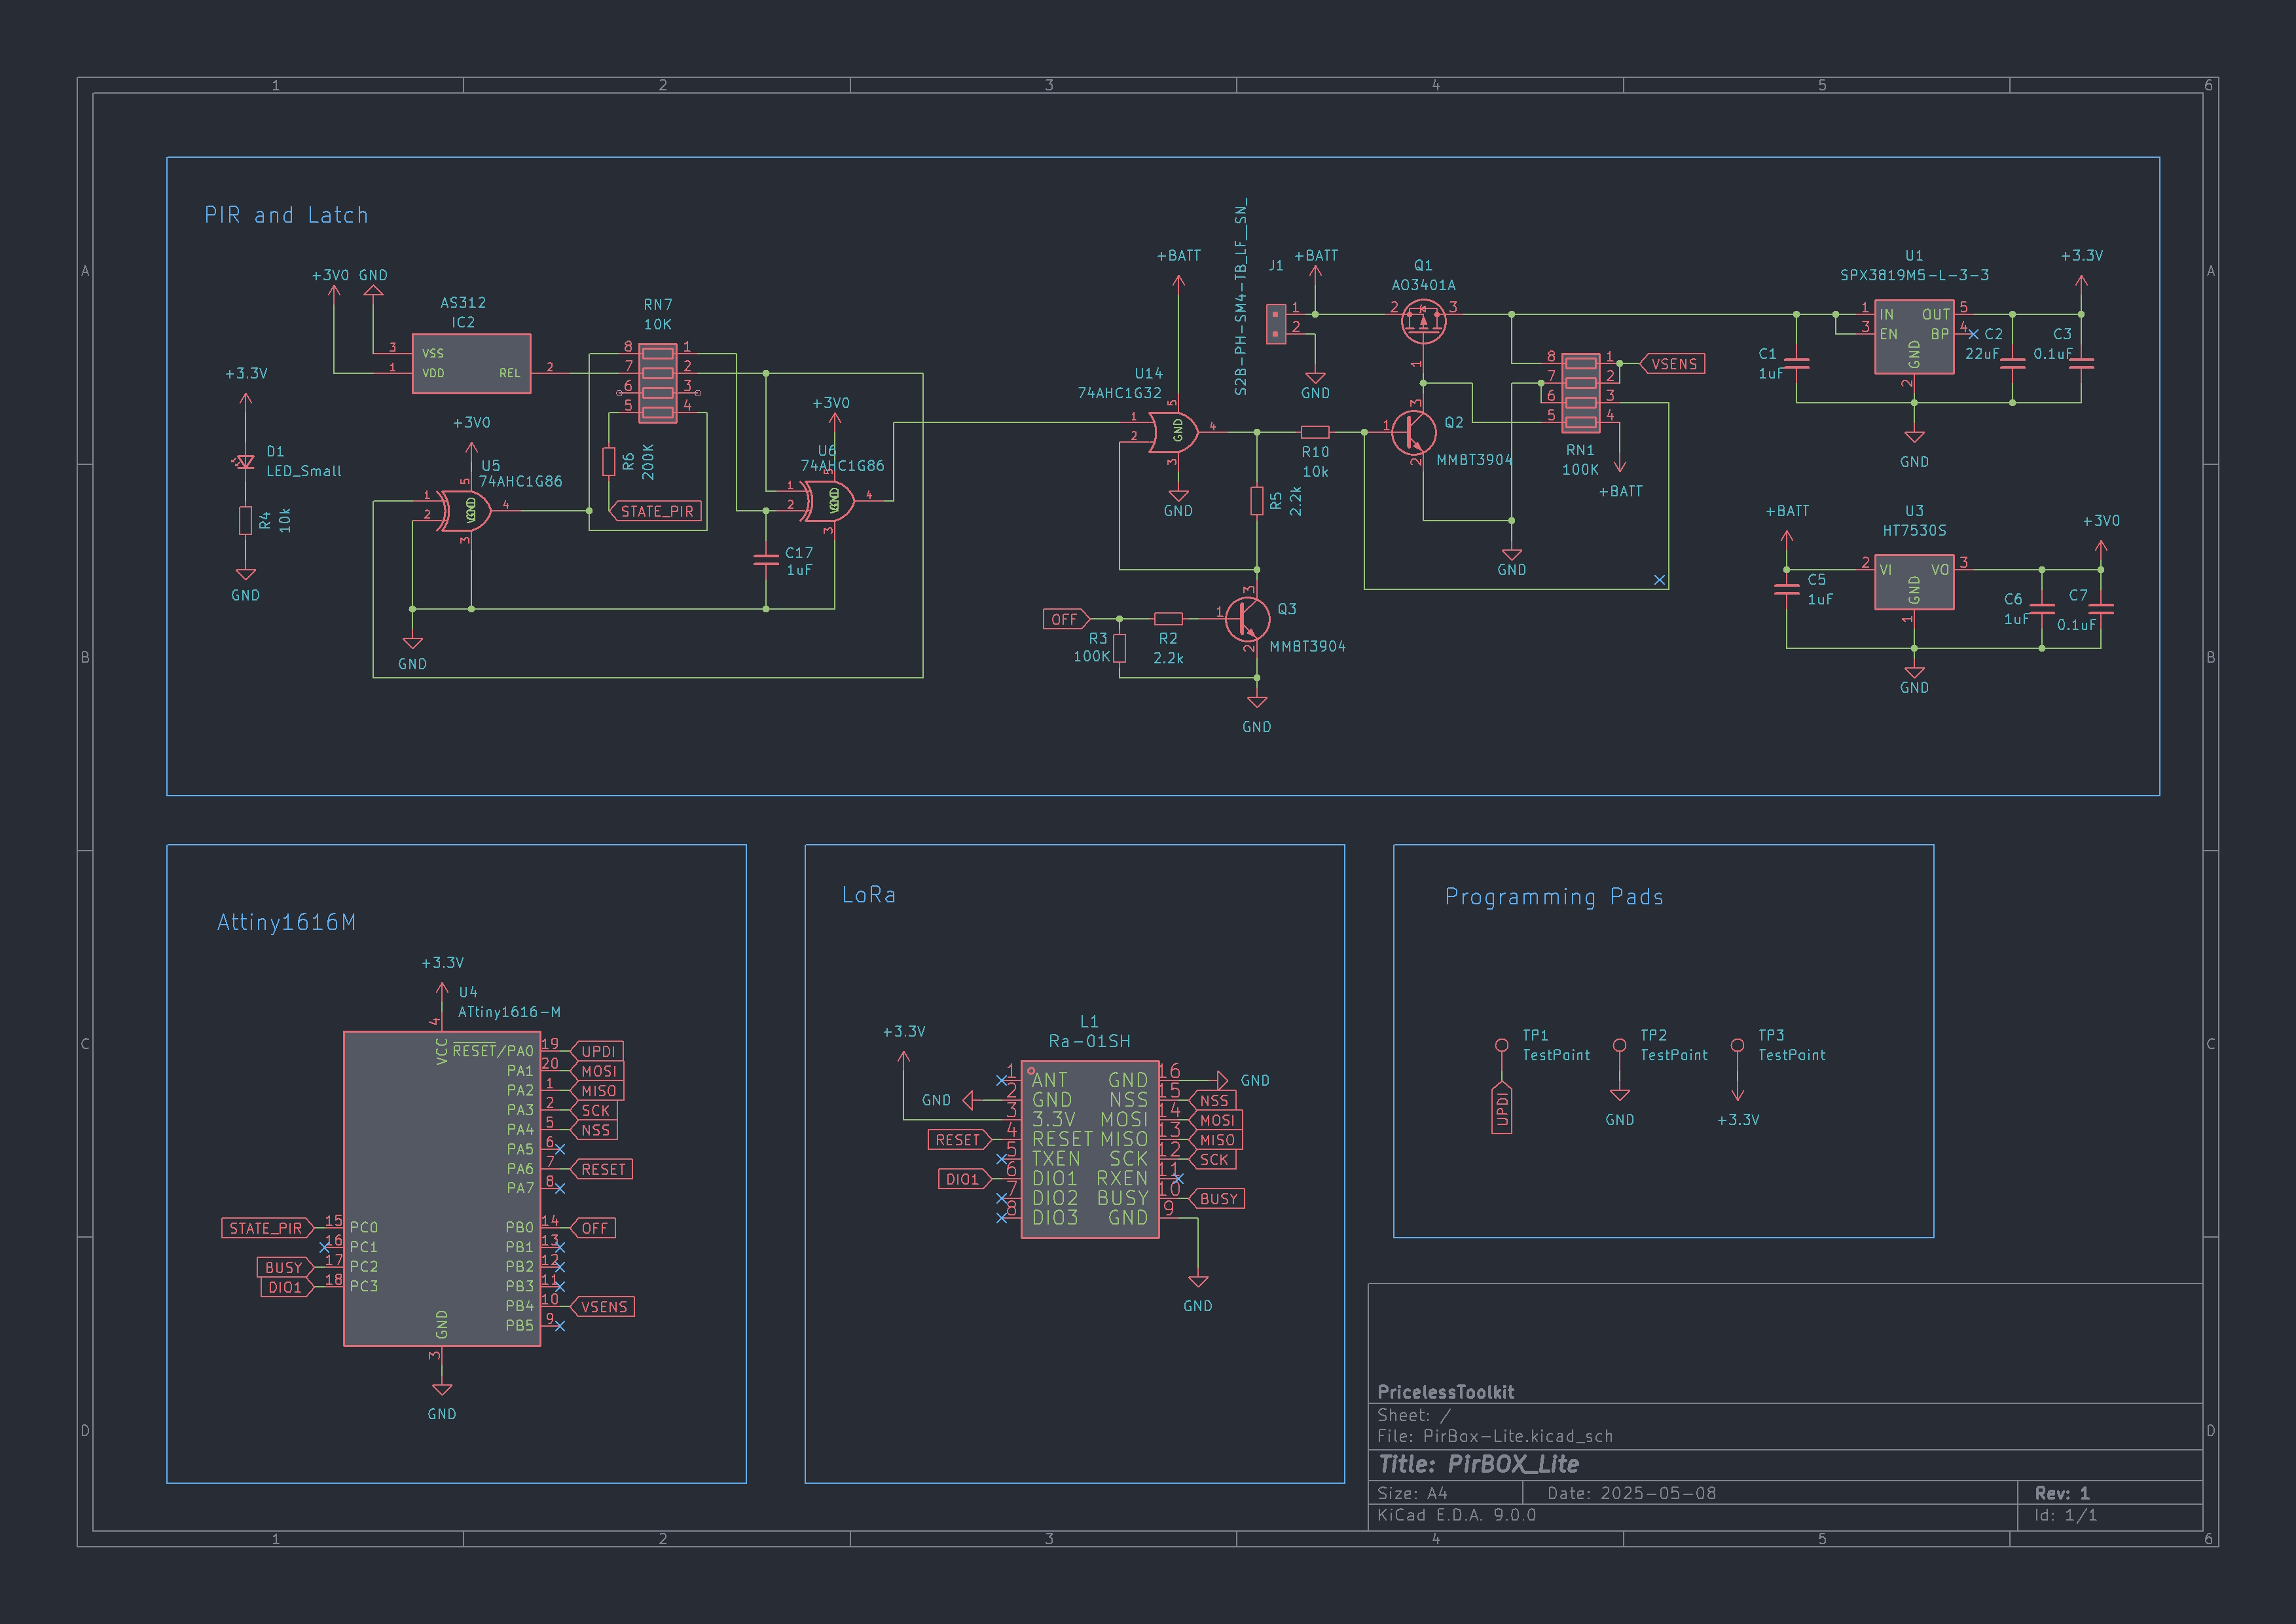 1 2 3 4 5 6
A A
B B
C C
D D
1 2 3 4 5 6
PIR and Latch
+3V0 GND
AS312
IC2
3 VSS
1 VDD REL 2
RN7
10K
8 1
7 2
6 3
5 4
+3.3V
D1
LED_Small
R4
10k
GND
+3V0
U5
74AHC1G86
1
2
5
4
3
GND
R6
200K
STATE_PIR
+3V0
U6
74AHC1G86
1
2
5
4
3
C17
1uF
+BATT
U14
74AHC1G32
1
2
5
GND
4
3
GND
S2B-PH-SM4-TB_LF__SN_
J1
+BATT
1
2
GND
Q1
AO3401A
2 3
1
3
Q2
1
2
MMBT3904
R10
10k
R5
2.2k
OFF
R3
100K
R2
2.2k
3
1
Q3
2
MMBT3904
GND
8 1
7 2
6 3
5 4
RN1
100K
VSENS
+BATT
GND
U1
SPX3819M5-L-3-3
1 IN OUT 5
3 EN BP 4
GND
2
C1
1uF
C2
22uF
C3
0.1uF
+3.3V
GND
+BATT
U3
HT7530S
2 VI VO 3
GND
1
+3V0
C5
1uF
C6
1uF
C7
0.1uF
GND
Attiny1616M
+3.3V
U4
ATtiny1616-M
4
VCC
RESET/PA0 19 UPDI
PA1 20 MOSI
PA2 1 MISO
PA3 2 SCK
PA4 5 NSS
PA5 6
PA6 7 RESET
PA7 8
STATE_PIR 15 PC0 PB0 14 OFF
16 PC1 PB1 13
BUSY 17 PC2 PB2 12
DIO1 18 PC3 PB3 11
PB4 10 VSENS
PB5 9
GND
3
GND
LoRa
L1
Ra-01SH
+3.3V
1 ANT GND 16 GND
GND 2 GND NSS 15 NSS
3 3.3V MOSI 14 MOSI
RESET 4 RESET MISO 13 MISO
5 TXEN SCK 12 SCK
DIO1 6 DIO1 RXEN 11
7 DIO2 BUSY 10 BUSY
8 DIO3 GND 9
GND
Programming Pads
TP1
TestPoint
UPDI
TP2
TestPoint
GND
TP3
TestPoint
+3.3V
PricelessToolkit
Sheet: /
File: PirBox-Lite.kicad_sch
Title: PirBOX_Lite
Size: A4 Date: 2025-05-08 Rev: 1
KiCad E.D.A. 9.0.0 Id: 1/1